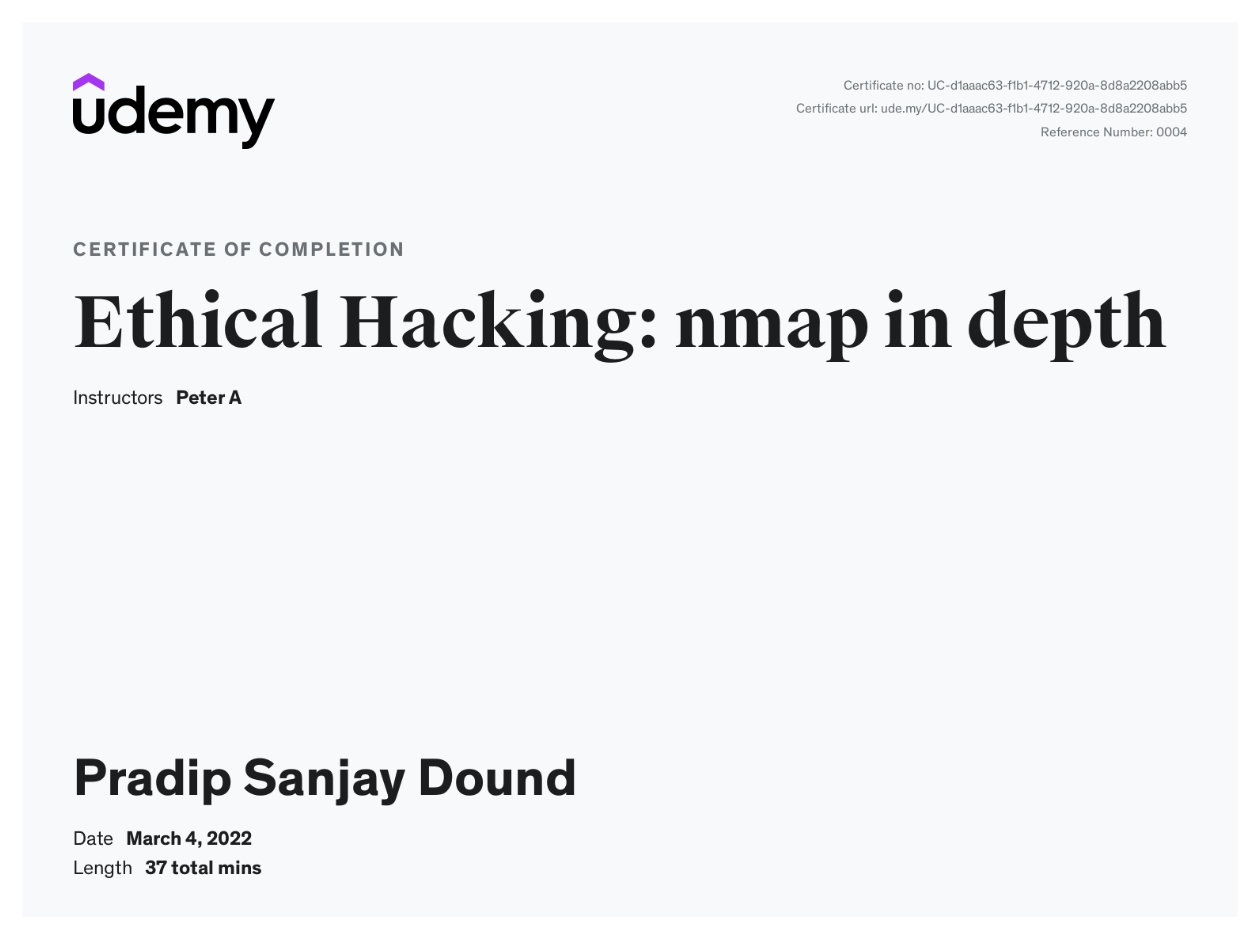 udemy
Certificate no: UC-d1aaac63-f1b1-4712-920a-8d8a2208abb5
Certificate url: ude.my/UC-d1aaac63-f1b1-4712-920a-8d8a2208abb5
Reference Number: 0004
CERTIFICATE OF COMPLETION
Ethical Hacking: nmap in depth
Instructors Peter A
Pradip Sanjay Dound
Date March 4, 2022
Length 37 total mins